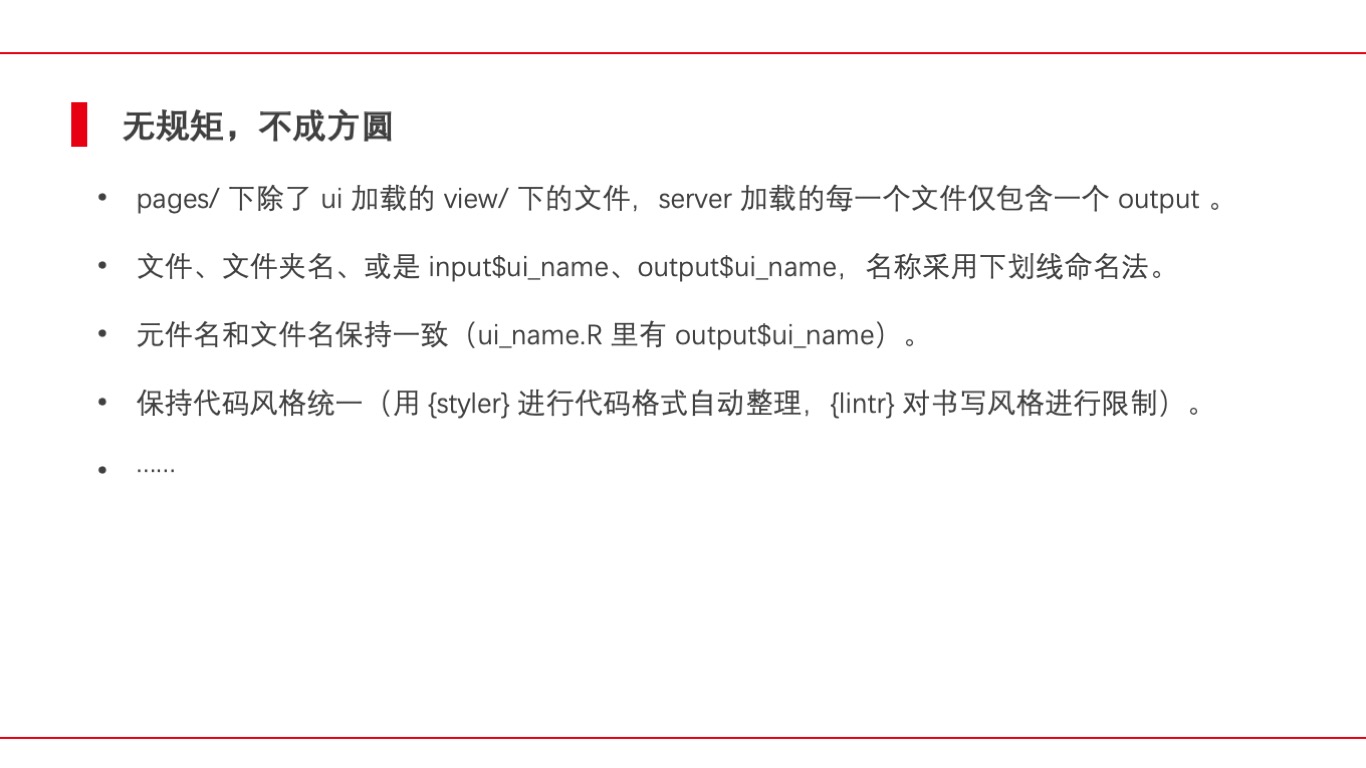 无规矩，不成方圆
• pages/ 下除了 ui 加载的 view/ 下的文件，server 加载的每一个文件仅包含一个 output 。
• 文件、文件夹名、或是 input$ui_name、output$ui_name，名称采用下划线命名法。
• 元件名和文件名保持一致（ui_name.R 里有 output$ui_name）。
• 保持代码风格统一（用 {styler} 进行代码格式自动整理，{lintr} 对书写风格进行限制）。
• ……